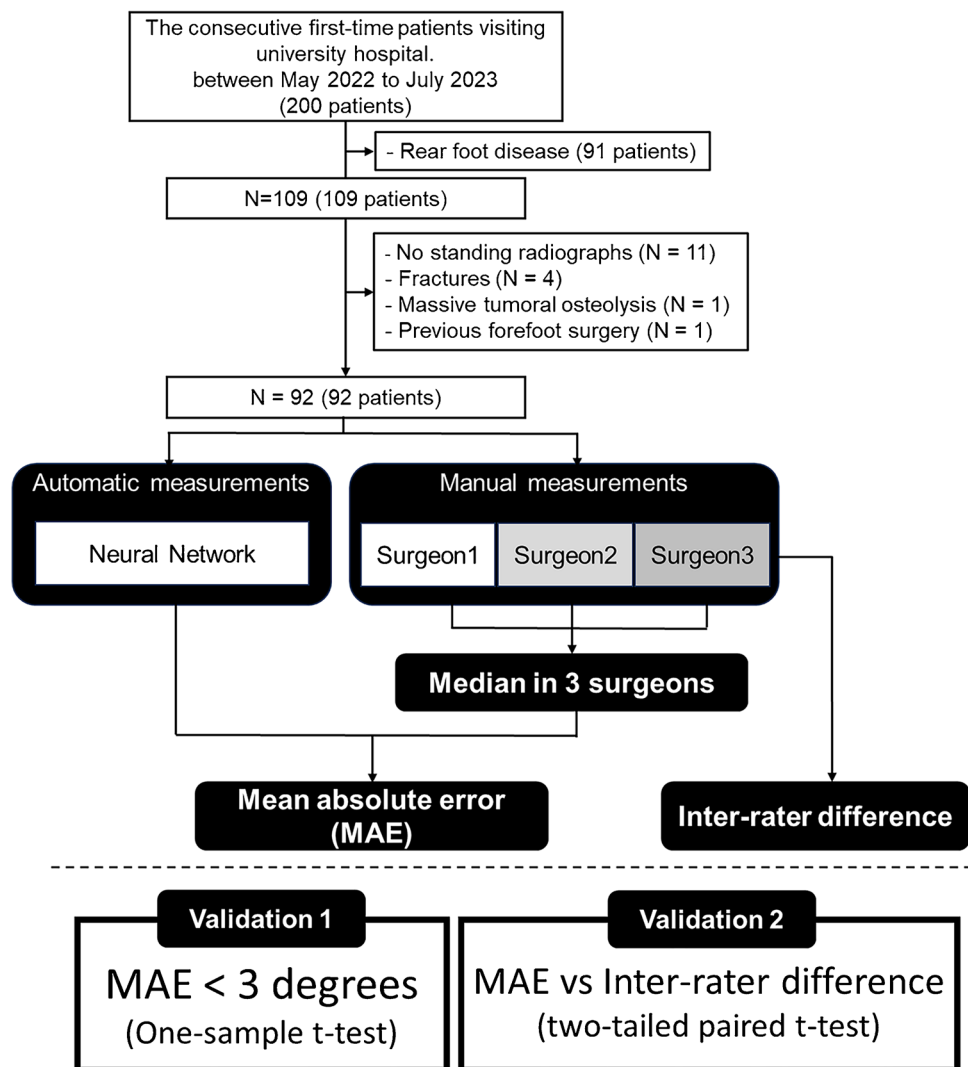 The consecutive first-time patients visiting
university hospital.
between May 2022 to July 2023
(200 patients)
- Rear foot disease (91 patients)
N=109 (109 patients)
- No standing radiographs (N = 11)
- Fractures (N = 4)
- Massive tumoral osteolysis (N = 1)
- Previous forefoot surgery (N = 1)
N = 92 (92 patients)
Automatic measurements
Neural Network
Manual measurements
Surgeon1
Surgeon2
Surgeon3
Median in 3 surgeons
Mean absolute error
(MAE)
Inter-rater difference
Validation 1
MAE < 3 degrees
(One-sample t-test)
Validation 2
MAE vs Inter-rater difference
(two-tailed paired t-test)